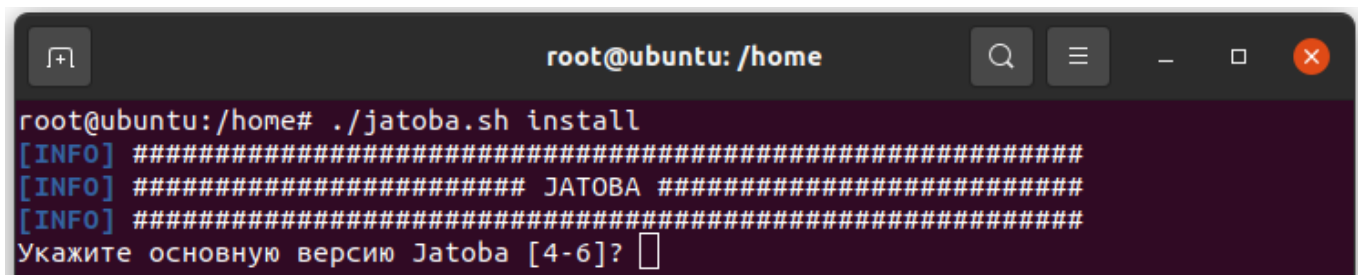 root@ubuntu: /home
root@ubuntu:/home# ./jatoba.sh install
[INFO] ##########################################################
[INFO] ######################## JATOBA ##########################
[INFO] ##########################################################
Укажите основную версию Jatoba [4-6]?